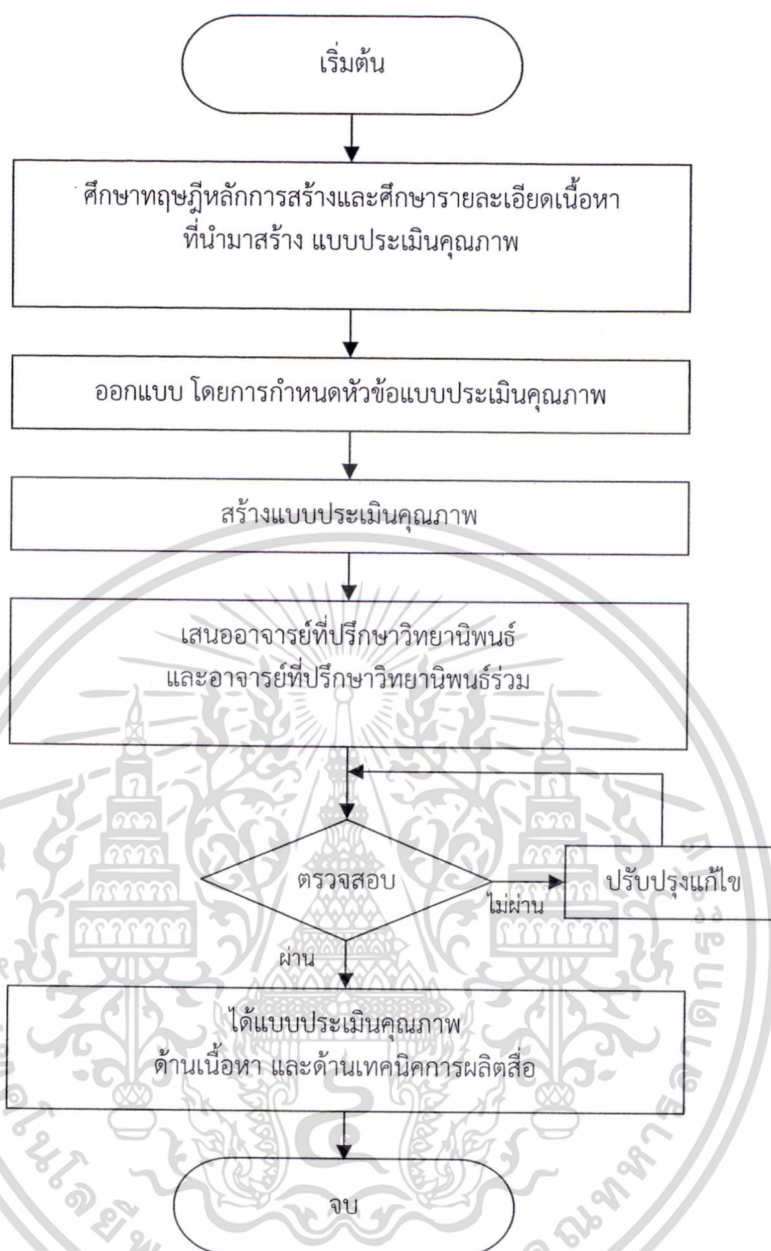 เริ่มต้น
ศึกษาทฤษฎีหลักการสร้างและศึกษารายละเอียดเนื้อหา
ที่นำมาสร้าง แบบประเมินคุณภาพ
ออกแบบ โดยการกำหนดหัวข้อแบบประเมินคุณภาพ
สร้างแบบประเมินคุณภาพ
เสนออาจารย์ที่ปรึกษาวิทยานิพนธ์
และอาจารย์ที่ปรึกษาวิทยานิพนธ์ร่วม
ตรวจสอบ
ไม่ผ่าน
ปรับปรุงแก้ไข
ผ่าน
ได้แบบประเมินคุณภาพ
ด้านเนื้อหา และด้านเทคนิคการผลิตสื่อ
จบ